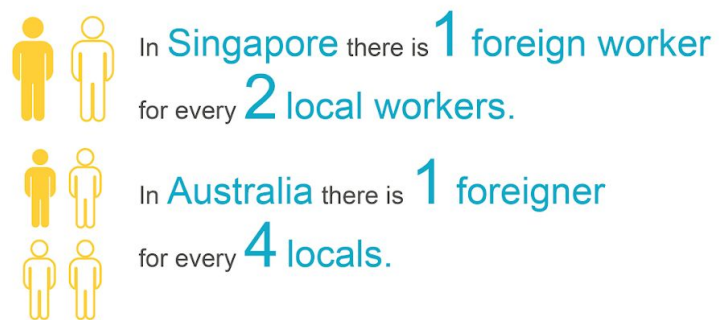 In Singapore there is 1 foreign worker
for every 2 local workers.
In Australia there is 1 foreigner
for every 4 locals.